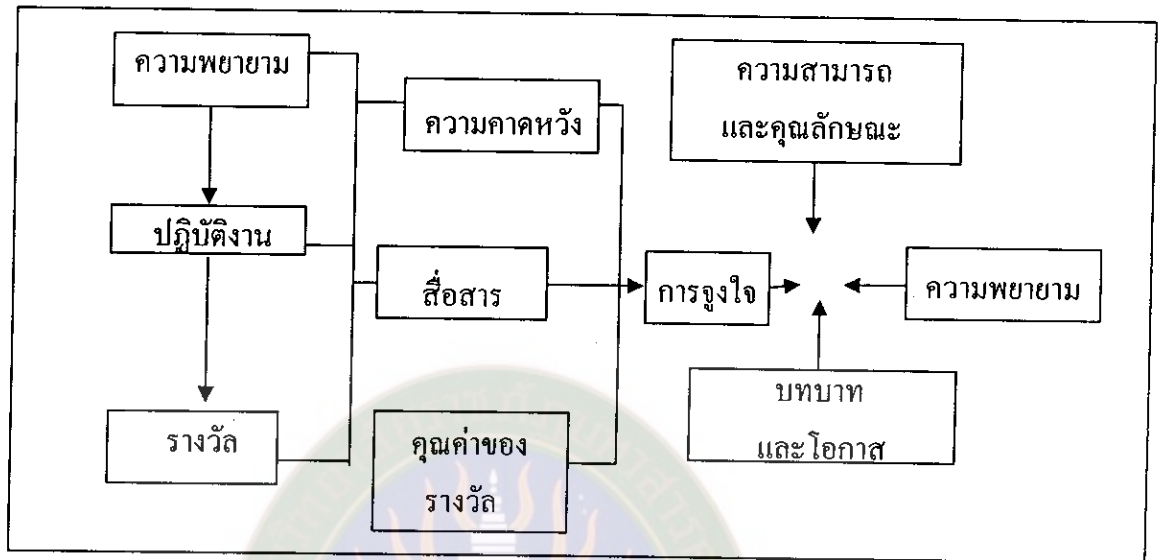 ความพยายาม
ปฏิบัติงาน
รางวัล
ความคาดหวัง
สื่อสาร
คุณค่าของ
รางวัล
การจูงใจ
ความสามารถ
และคุณลักษณะ
ความพยายาม
บทบาท
และโอกาส